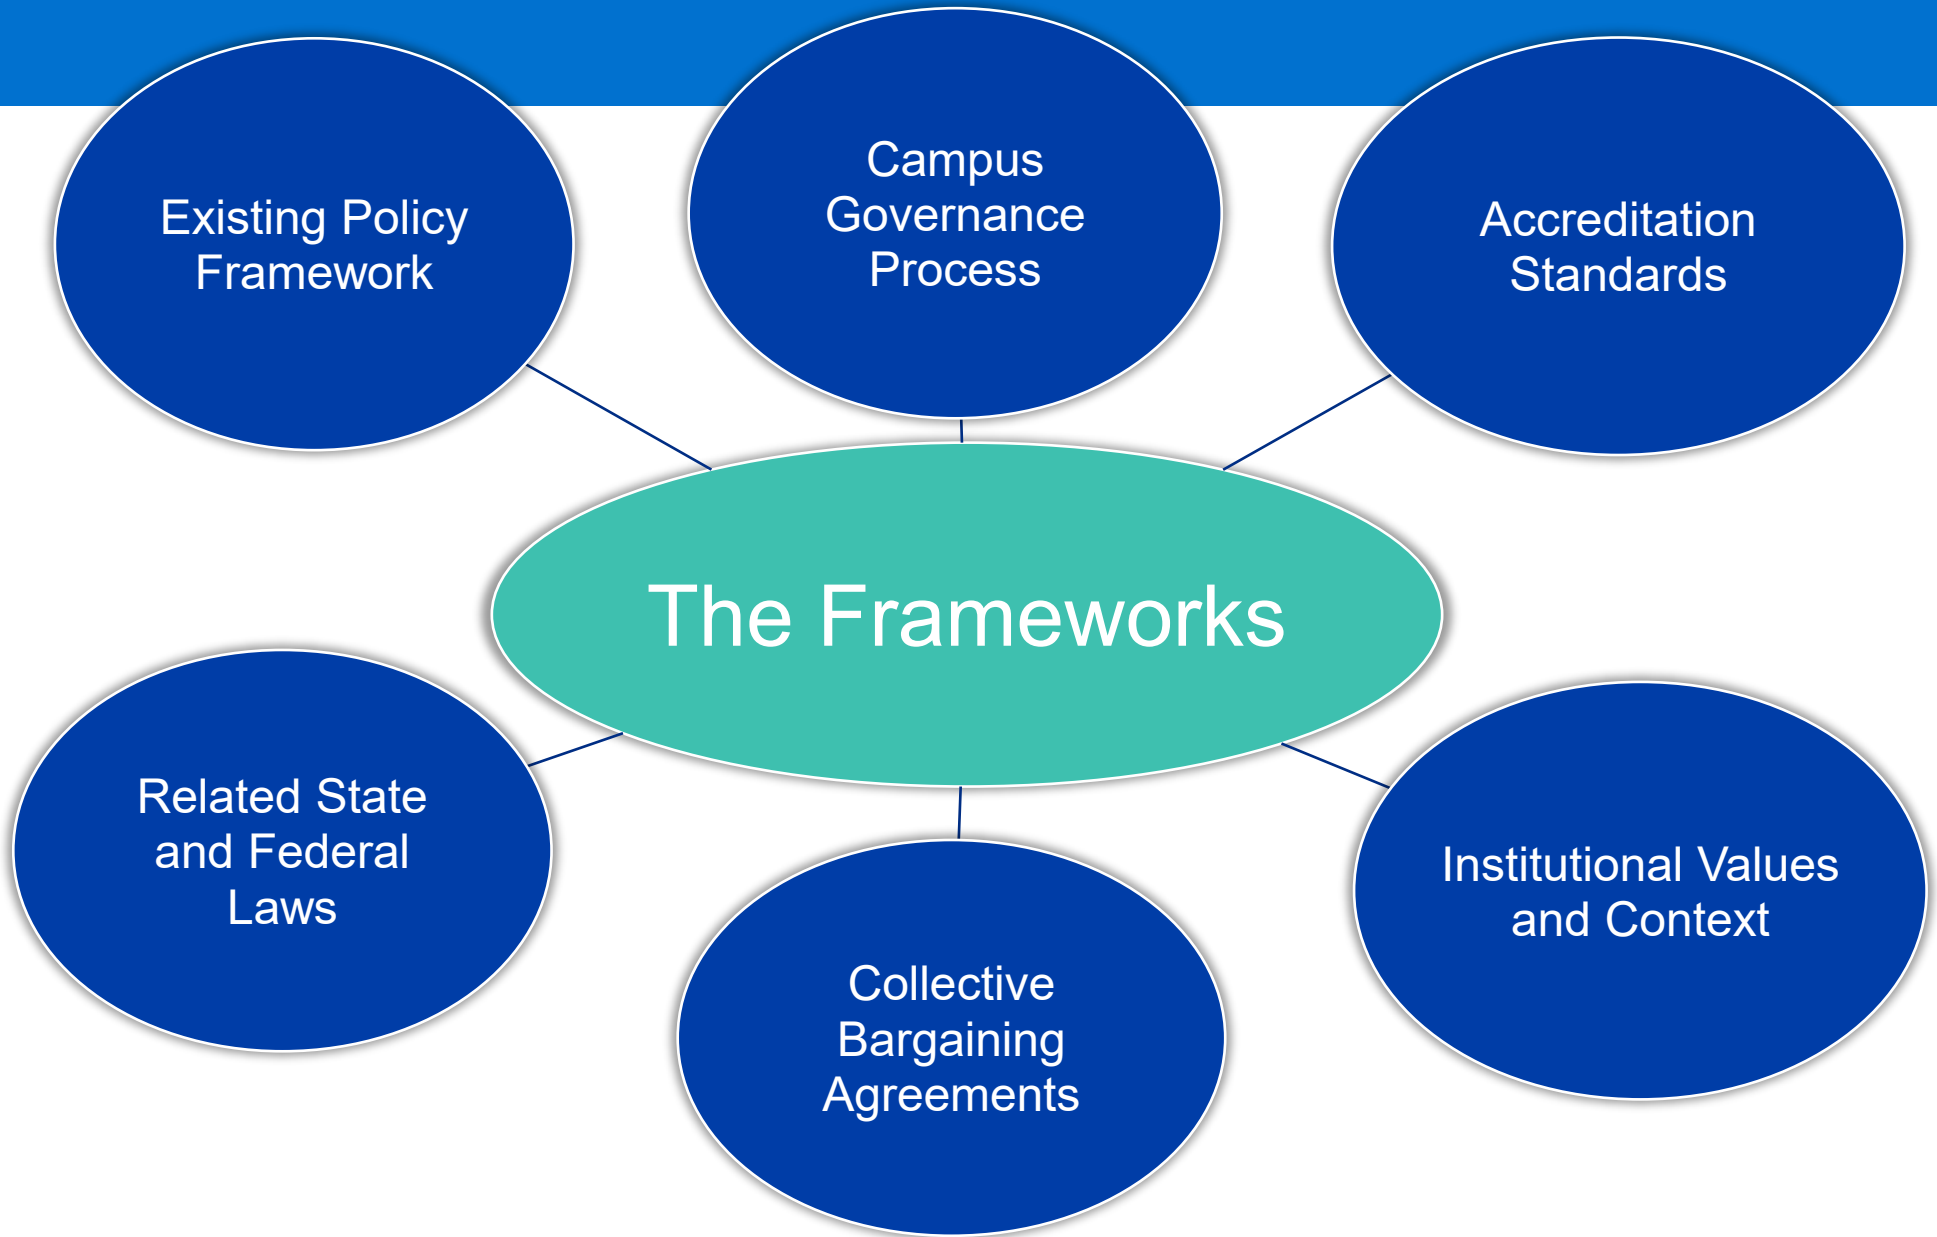 Existing Policy
Framework
Campus
Governance
Process
Accreditation
Standards
The Frameworks
Related State
and Federal
Laws
Collective
Bargaining
Agreements
Institutional Values
and Context